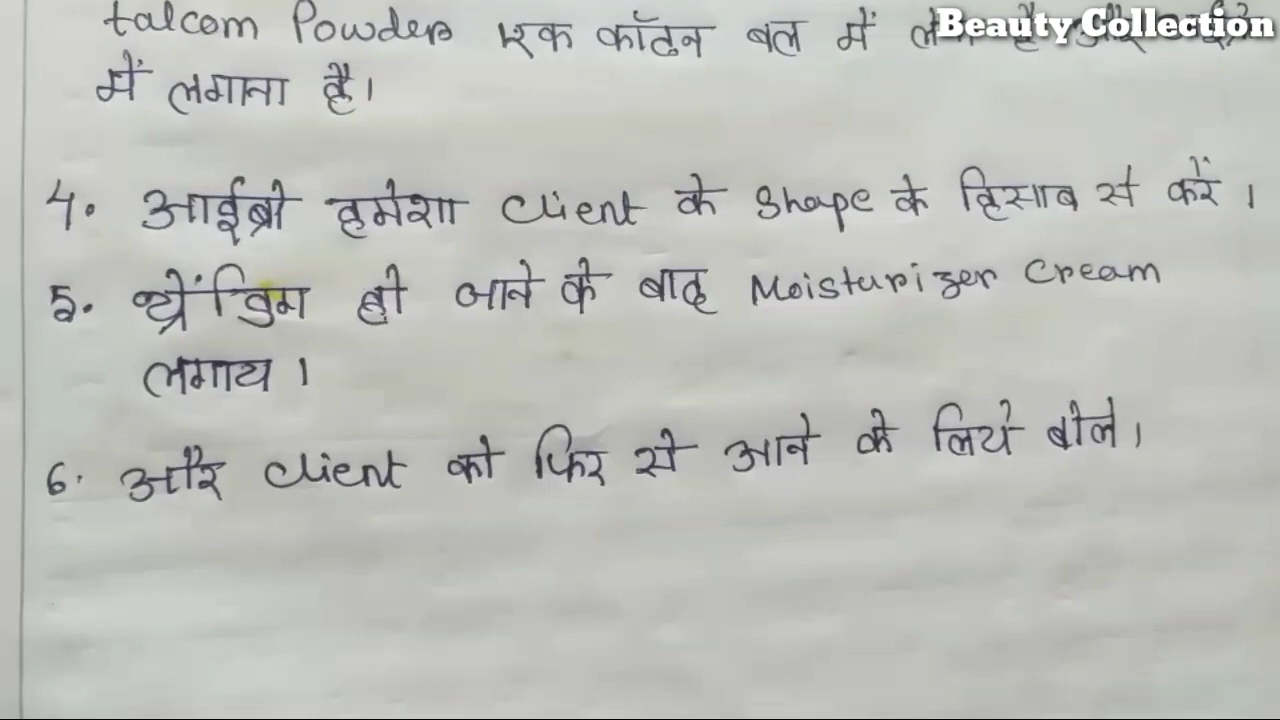 Beauty Collection
talcom Powder एक कॉटन बल में
में लगाना है।
4. आईब्रो हमेशा client के shape के हिसाब से करें।
5. थ्रेंडिग हो जाने के बाद Moisturizer cream
लगाय।
6. और client को फिर से आने के लिये बोले।